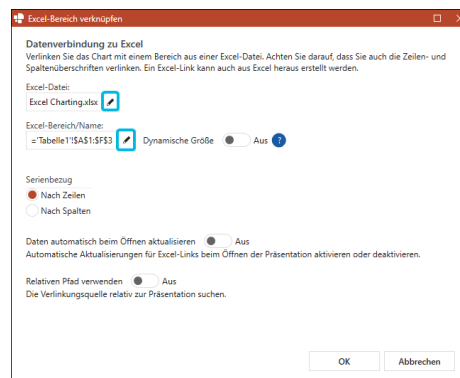 Excel-Bereich verknüpfen
Datenverbindung zu Excel
Verlinken Sie das Chart mit einem Bereich aus einer Excel-Datei. Achten Sie darauf, dass Sie auch die Zeilen- und
Spaltenüberschriften verlinken. Ein Excel-Link kann auch aus Excel heraus erstellt werden.
Excel-Datei:
Excel Charting.xlsx
Excel-Bereich/Name:
='Tabelle1'!$A$1:$F$3 Dynamische Größe Aus ?
Serienbezug
Nach Zeilen
Nach Spalten
Daten automatisch beim Öffnen aktualisieren Aus
Automatische Aktualisierungen für Excel-Links beim Öffnen der Präsentation aktivieren oder deaktivieren.
Relativen Pfad verwenden Aus
Die Verlinkungsquelle relativ zur Präsentation suchen.
OK Abbrechen